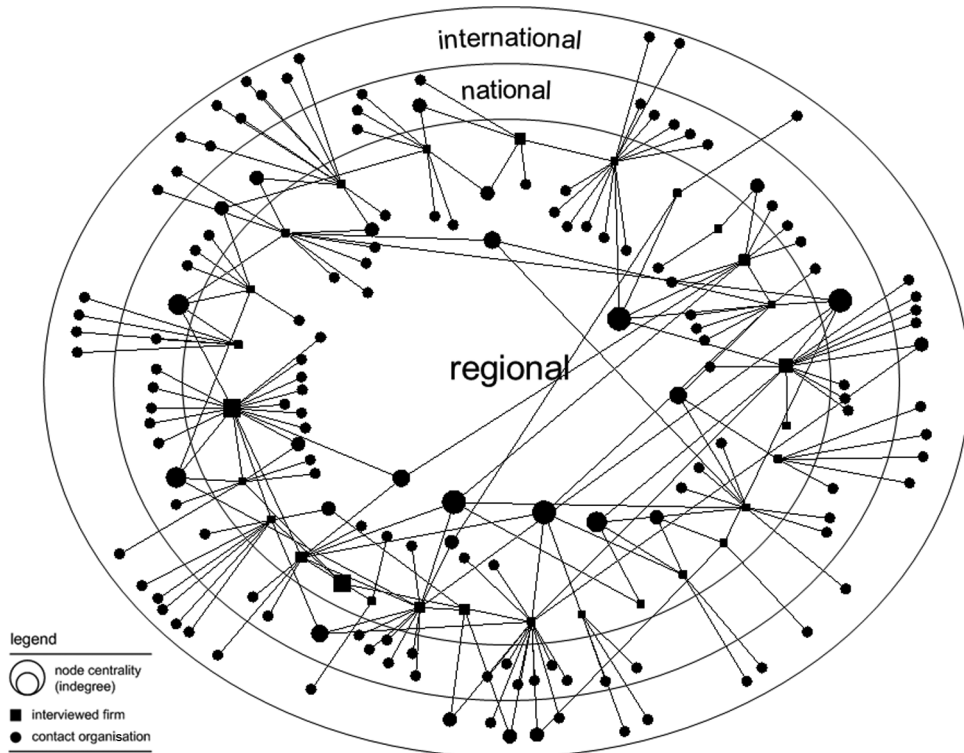 international
national
regional
legend
node centrality
(indegree)
interviewed firm
contact organisation